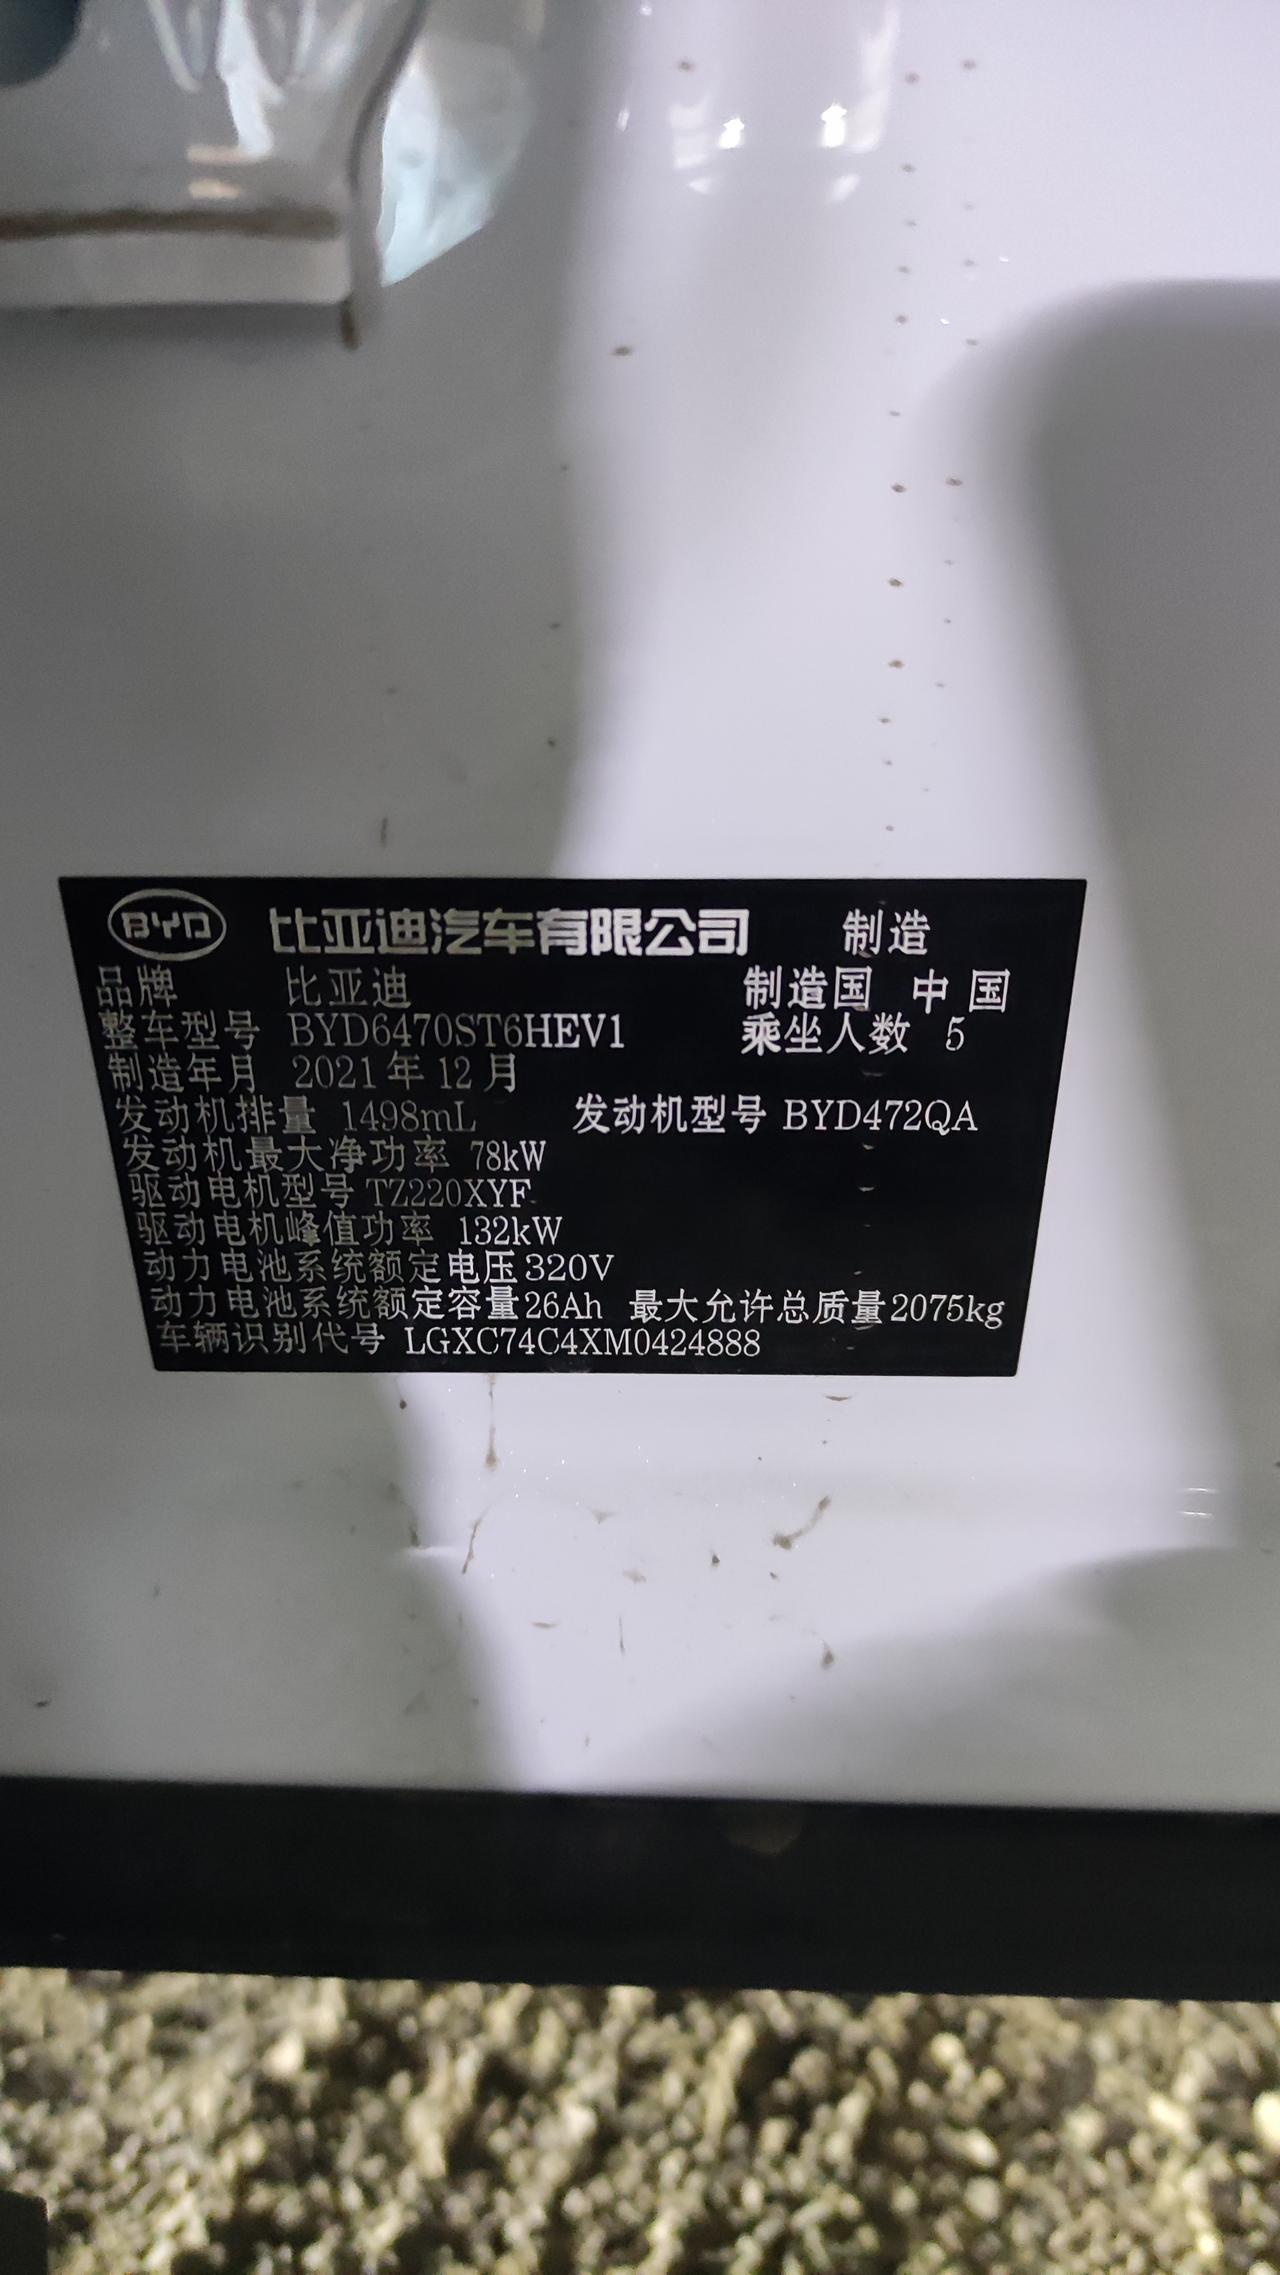 BYD 比亚迪汽车有限公司 制造
品牌 比亚迪 制造国 中国
整车型号 BYD6470ST6HEV1 乘坐人数 5
制造年月 2021年12月
发动机排量 1498mL 发动机型号 BYD472QA
发动机最大净功率 78kW
驱动电机型号 TZ220XYF
驱动电机峰值功率 132kW
动力电池系统额定电压 320V
动力电池系统额定容量 26Ah 最大允许总质量 2075kg
车辆识别代号 LGXC74C4XM0424888